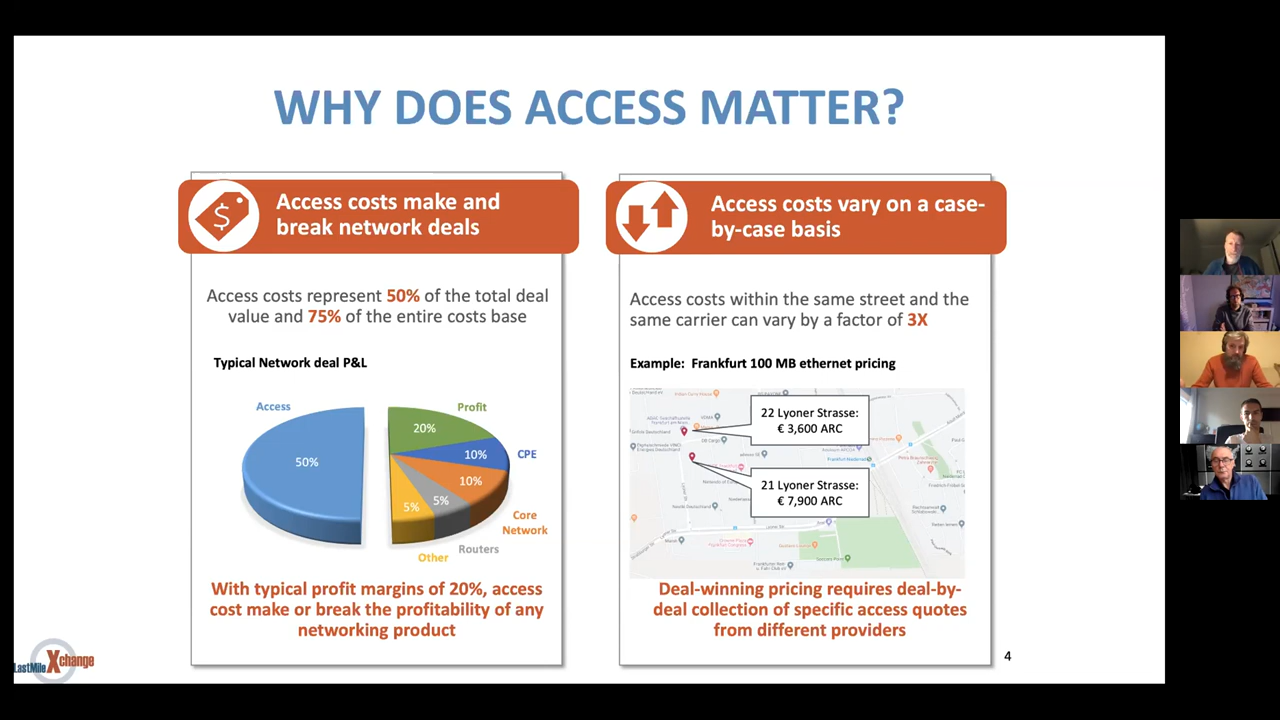 WHY DOES ACCESS MATTER?
Access costs make and
break network deals
Access costs represent 50% of the total deal
value and 75% of the entire costs base
Typical Network deal P&L
Access
50%
Profit
20%
10%
CPE
10%
Core
Network
5%
Routers
5%
Other
With typical profit margins of 20%, access
cost make or break the profitability of any
networking product
Access costs vary on a case-
by-case basis
Access costs within the same street and the
same carrier can vary by a factor of 3X
Example: Frankfurt 100 MB ethernet pricing
22 Lyoner Strasse:
€ 3,600 ARC
21 Lyoner Strasse:
€ 7,900 ARC
Deal-winning pricing requires deal-by-
deal collection of specific access quotes
from different providers
LastMile Xchange
4